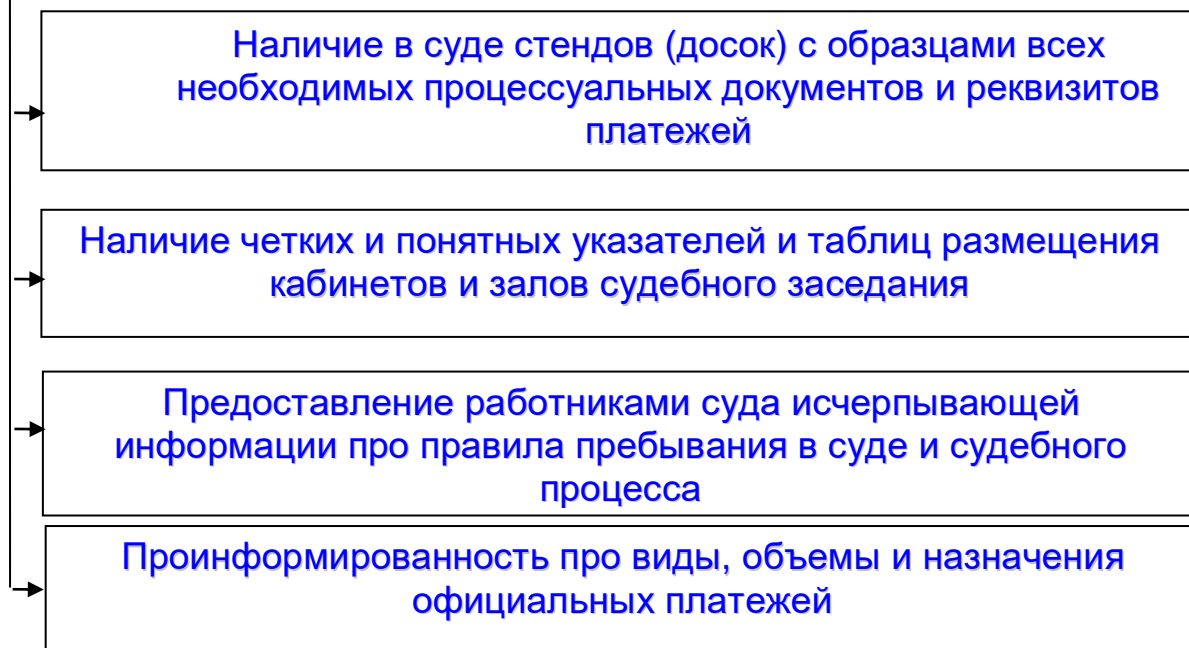 Наличие в суде стендов (досок) с образцами всех
необходимых процессуальных документов и реквизитов
платежей
Наличие четких и понятных указателей и таблиц размещения
кабинетов и залов судебного заседания
Предоставление работниками суда исчерпывающей
информации про правила пребывания в суде и судебного
процесса
Проинформированность про виды, объемы и назначения
официальных платежей